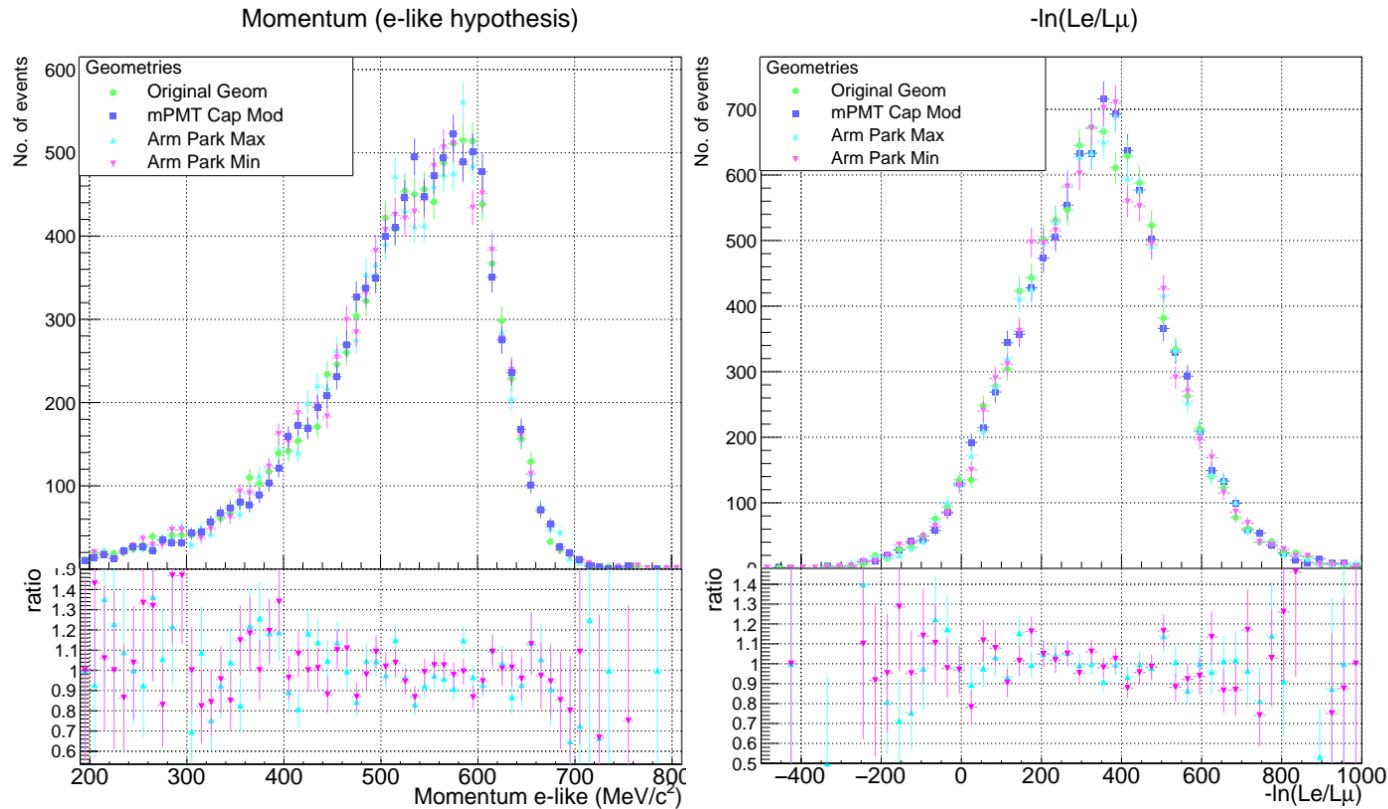 Momentum (e-like hypothesis)
No. of events
600
500
400
300
200
100
0
Geometries
Original Geom
mPMT Cap Mod
Arm Park Max
Arm Park Min
ratio
1.4
1.3
1.2
1.1
1
0.9
0.8
0.7
0.6
200 300 400 500 600 700 800
Momentum e-like (MeV/c²)
-ln(Le/Lμ)
No. of events
700
600
500
400
300
200
100
0
Geometries
Original Geom
mPMT Cap Mod
Arm Park Max
Arm Park Min
ratio
1.4
1.3
1.2
1.1
1
0.9
0.8
0.7
0.6
0.5
−400 −200 0 200 400 600 800 1000
-ln(Le/Lμ)